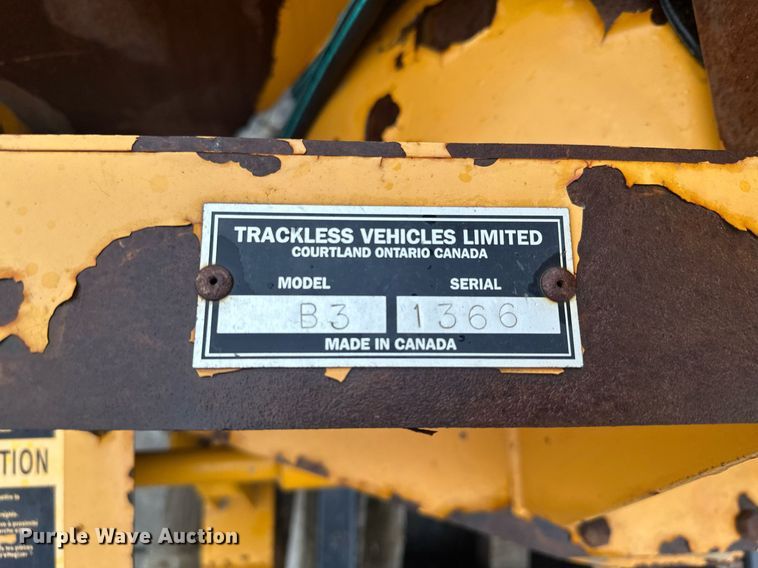 TRACKLESS VEHICLES LIMITED
COURTLAND ONTARIO CANADA
MODEL SERIAL
B3 1366
MADE IN CANADA
TION
Purple Wave Auction